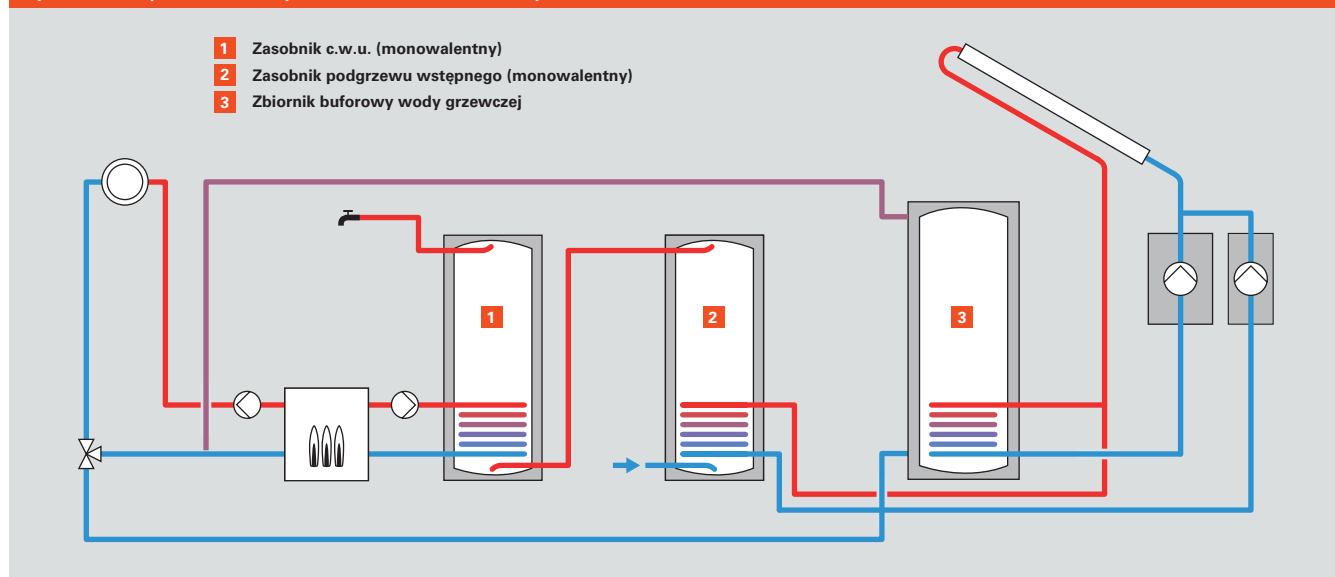 1 Zasobnik c.w.u. (monowalentny)
2 Zasobnik podgrzewu wstępnego (monowalentny)
3 Zbiornik buforowy wody grzewczej
1
2
3